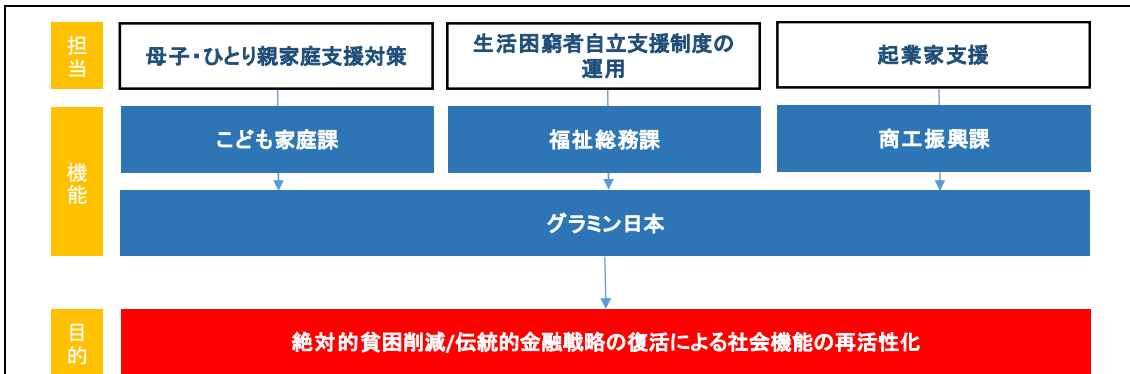 担当
母子・ひとり親家庭支援対策
生活困窮者自立支援制度の
運用
起業家支援
機能
こども家庭課
福祉総務課
商工振興課
グラミン日本
目的
絶対的貧困削減/伝統的金融戦略の復活による社会機能の再活性化